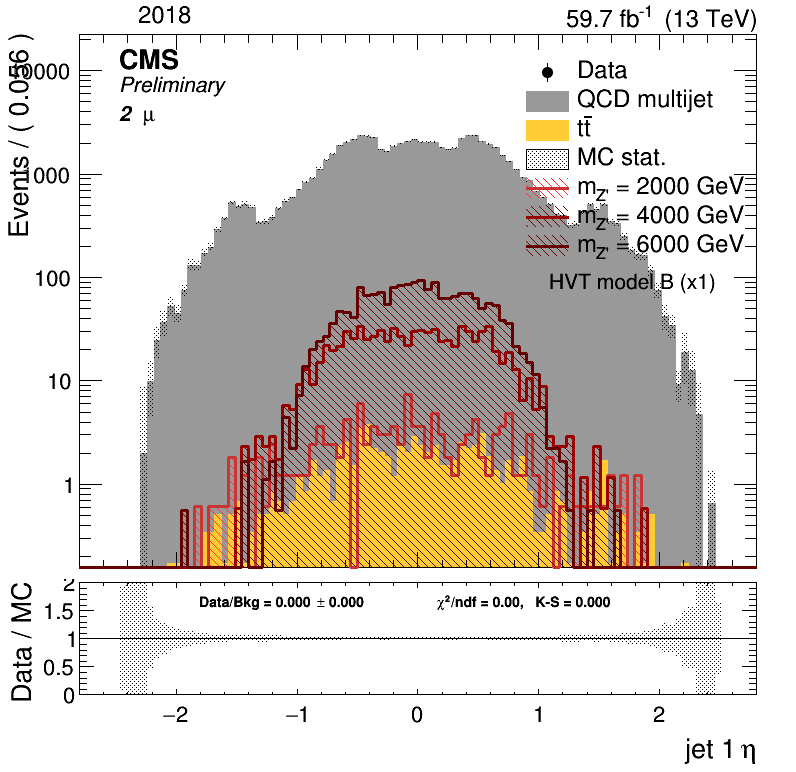 2018
59.7 fb⁻¹ (13 TeV)
CMS
Preliminary
2 μ
Events / ( 0.056 )
10000
1000
100
10
1
Data
QCD multijet
tt̄
MC stat.
m_Z' = 2000 GeV
m_Z' = 4000 GeV
m_Z' = 6000 GeV
HVT model B (x1)
Data / MC
2
1.5
1
0.5
0
Data/Bkg = 0.000 ± 0.000
χ²/ndf = 0.00, K-S = 0.000
−2 −1 0 1 2
jet 1 η